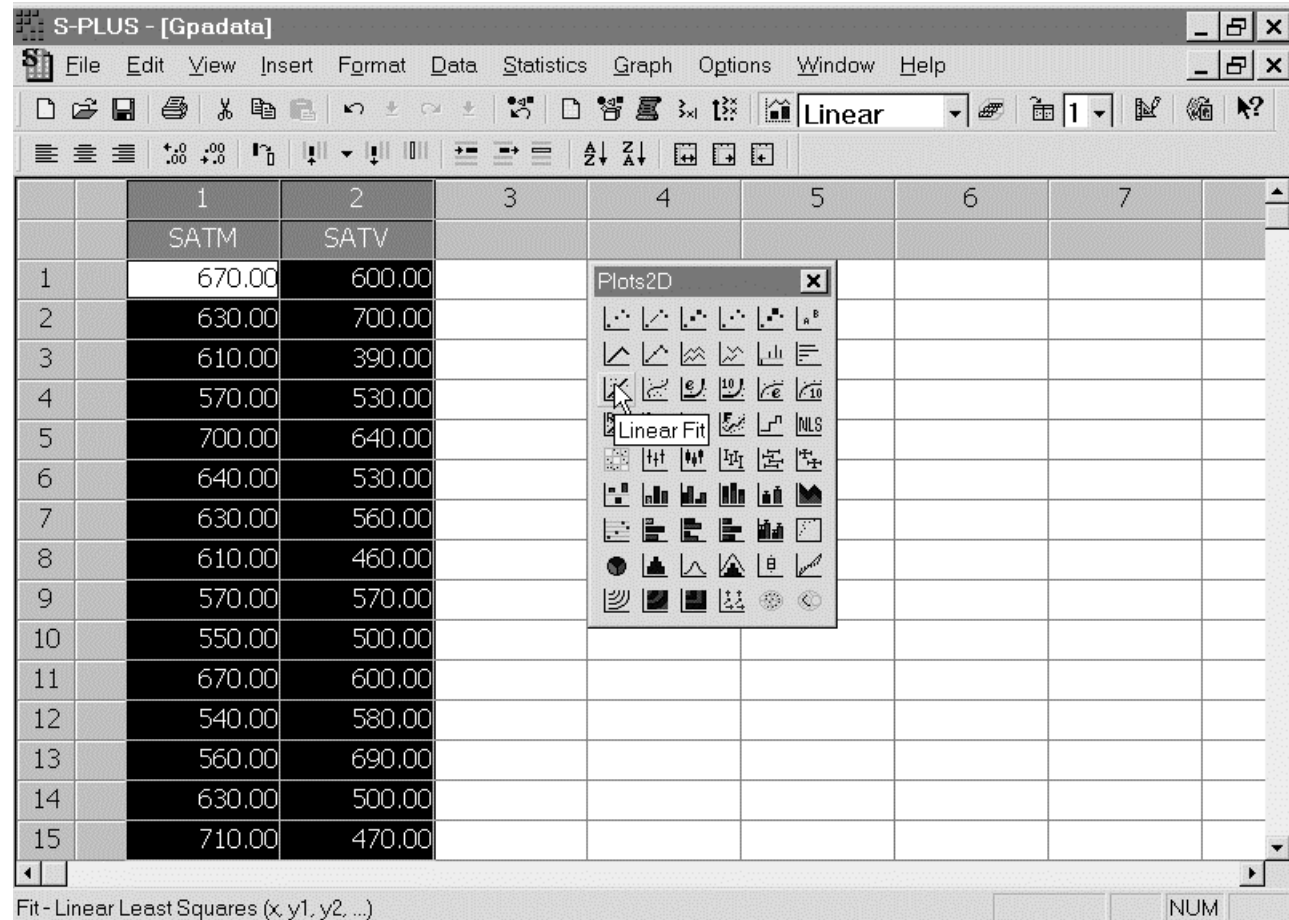 S-PLUS - [Gpadata]
File Edit View Insert Format Data Statistics Graph Options Window Help
Linear 1
1 2 3 4 5 6 7
SATM SATV
1 670.00 600.00
Plots2D
2 630.00 700.00
3 610.00 390.00
4 570.00 530.00
5 700.00 640.00
Linear Fit NLS
6 640.00 530.00
7 630.00 560.00
8 610.00 460.00
9 570.00 570.00
10 550.00 500.00
11 670.00 600.00
12 540.00 580.00
13 560.00 690.00
14 630.00 500.00
15 710.00 470.00
Fit - Linear Least Squares (x, y1, y2, ...) NUM